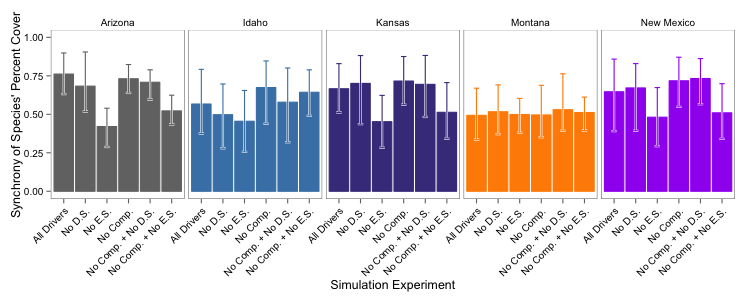 Arizona
Idaho
Kansas
Montana
New Mexico
Synchrony of Species' Percent Cover
1.00
0.75
0.50
0.25
0.00
All Drivers
No D.S.
No E.S.
No Comp.
No Comp. + No D.S.
No Comp. + No E.S.
All Drivers
No D.S.
No E.S.
No Comp.
No Comp. + No D.S.
No Comp. + No E.S.
All Drivers
No D.S.
No E.S.
No Comp.
No Comp. + No D.S.
No Comp. + No E.S.
All Drivers
No D.S.
No E.S.
No Comp.
No Comp. + No D.S.
No Comp. + No E.S.
All Drivers
No D.S.
No E.S.
No Comp.
No Comp. + No D.S.
No Comp. + No E.S.
Simulation Experiment